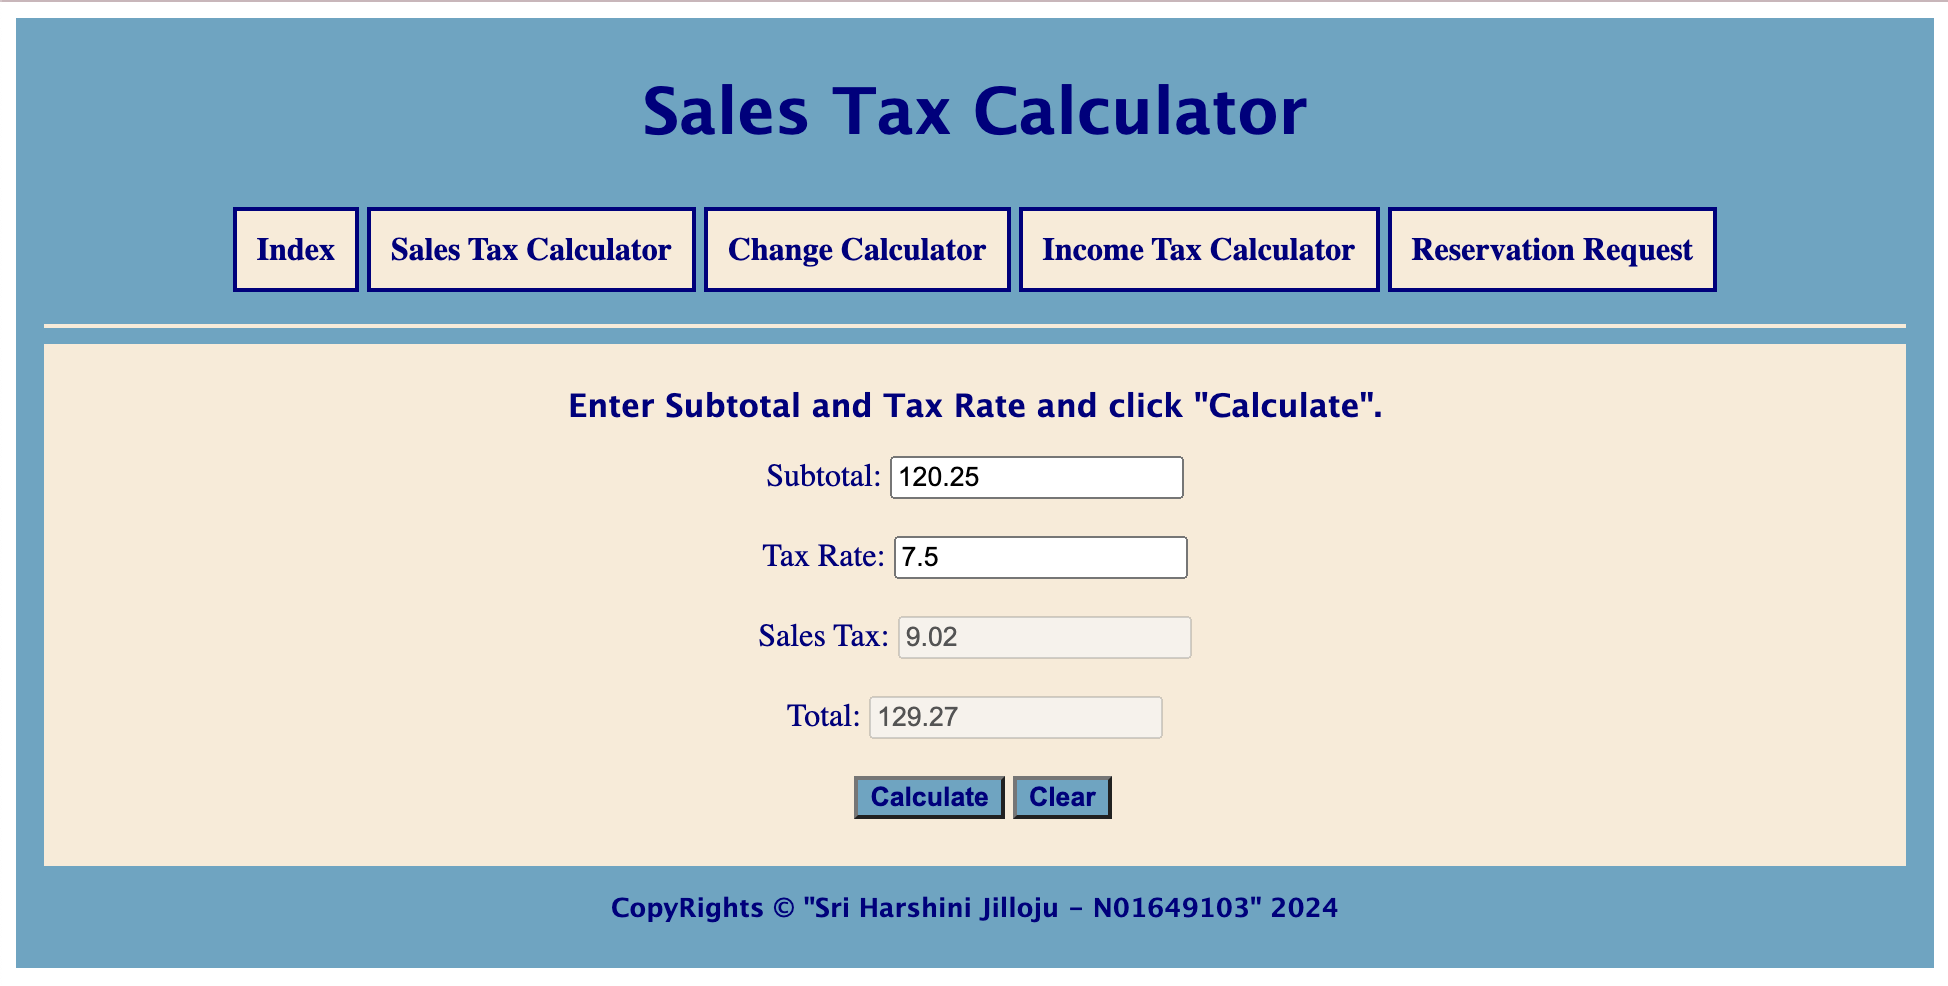 Sales Tax Calculator
Index Sales Tax Calculator Change Calculator Income Tax Calculator Reservation Request
Enter Subtotal and Tax Rate and click "Calculate".
Subtotal: 120.25
Tax Rate: 7.5
Sales Tax: 9.02
Total: 129.27
Calculate Clear
CopyRights © "Sri Harshini Jilloju – N01649103" 2024